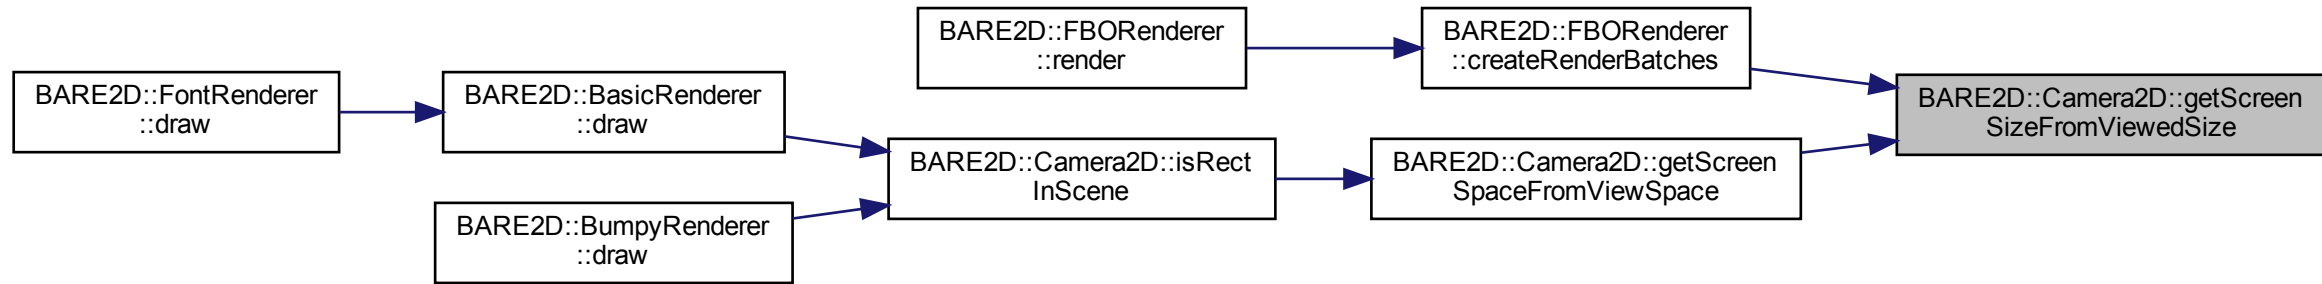 BARE2D::FontRenderer
::draw
BARE2D::BasicRenderer
::draw
BARE2D::BumpyRenderer
::draw
BARE2D::FBORenderer
::render
BARE2D::Camera2D::isRect
InScene
BARE2D::FBORenderer
::createRenderBatches
BARE2D::Camera2D::getScreen
SpaceFromViewSpace
BARE2D::Camera2D::getScreen
SizeFromViewedSize